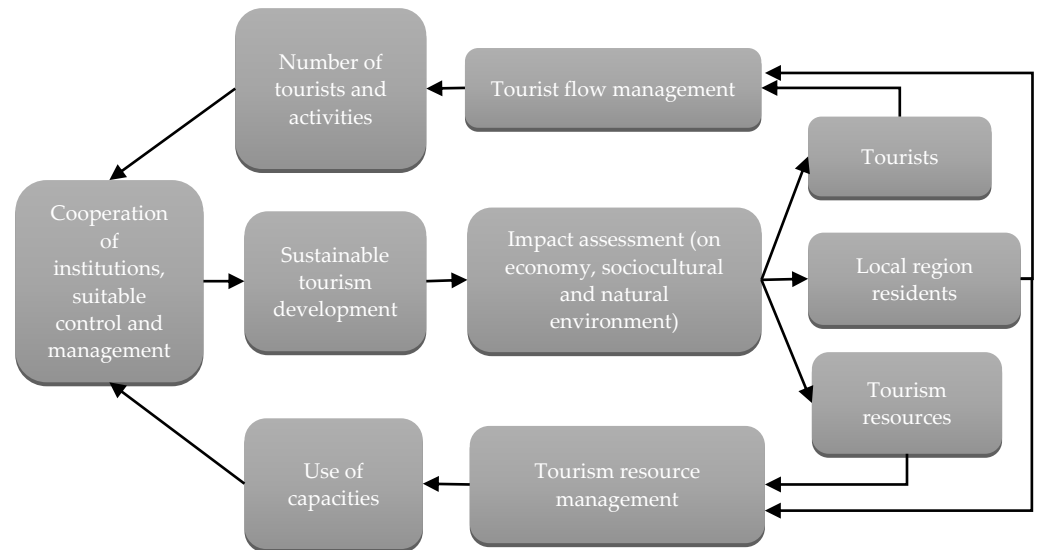 Number of
tourists and
activities
Tourist flow management
Tourists
Cooperation
of
institutions,
suitable
control and
management
Sustainable
tourism
development
Impact assessment (on
economy, sociocultural
and natural
environment)
Local region
residents
Tourism
resources
Use of
capacities
Tourism resource
management